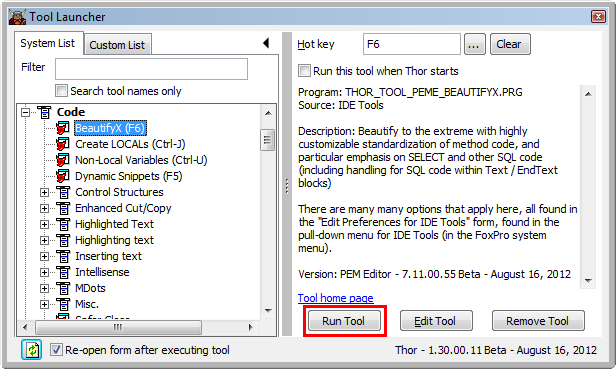 Tool Launcher
System List
Custom List
Filter
Search tool names only
Code
BeautifyX (F6)
Create LOCALs (Ctrl-J)
Non-Local Variables (Ctrl-U)
Dynamic Snippets (F5)
Control Structures
Enhanced Cut/Copy
Highlighted Text
Highlighting text
Inserting text
Intellisense
MDots
Misc.
Hot key
F6
...
Clear
Run this tool when Thor starts
Program: THOR_TOOL_PEME_BEAUTIFYX.PRG
Source: IDE Tools
Description: Beautify to the extreme with highly
customizable standardization of method code, and
particular emphasis on SELECT and other SQL code
(including handling for SQL code within Text / EndText
blocks)
There are many many options that apply here, all found in
the "Edit Preferences for IDE Tools" form, found in the
pull-down menu for IDE Tools (in the FoxPro system
menu).
Version: PEM Editor - 7.11.00.55 Beta - August 16, 2012
Tool home page
Run Tool
Edit Tool
Remove Tool
Re-open form after executing tool
Thor - 1.30.00.11 Beta - August 16, 2012